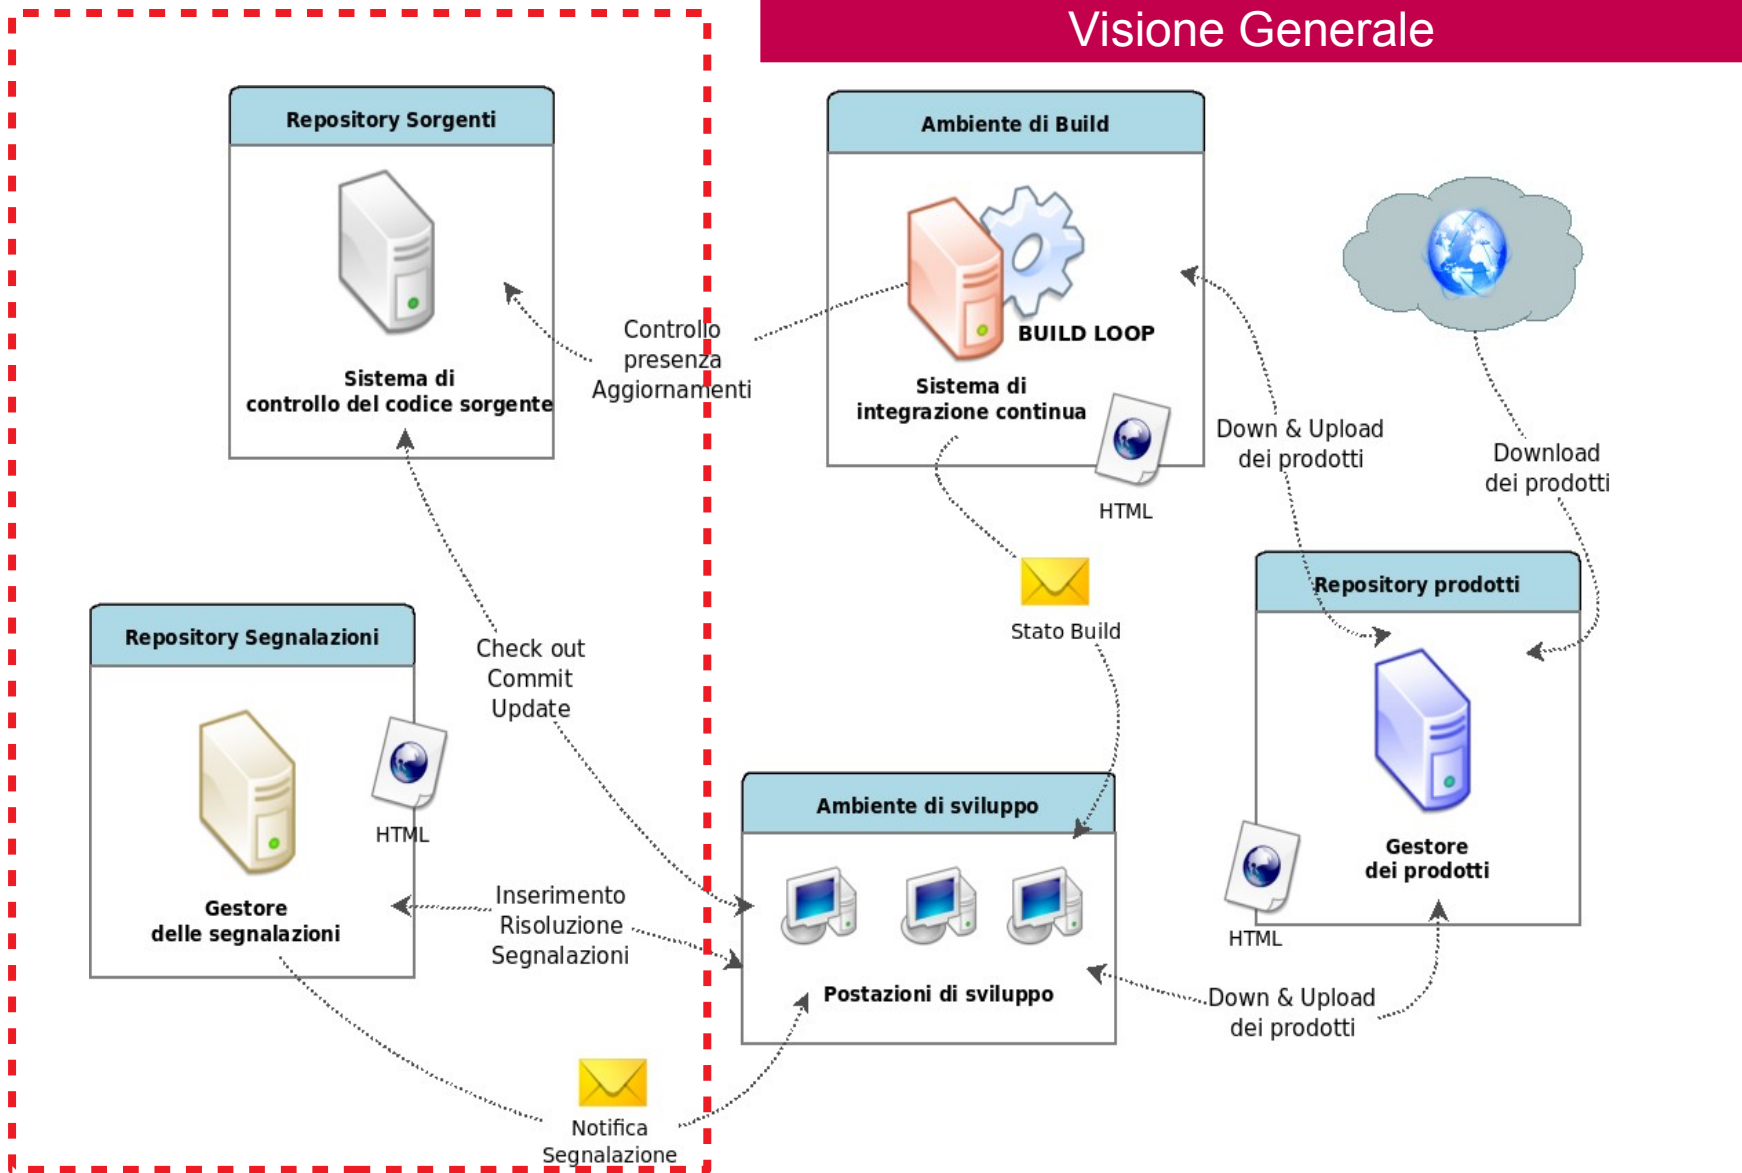 Visione Generale
Repository Sorgenti
Sistema di
controllo del codice sorgente
Controllo
presenza
Aggiornamenti
Ambiente di Build
BUILD LOOP
Sistema di
integrazione continua
HTML
Down & Upload
dei prodotti
Download
dei prodotti
Stato Build
Repository prodotti
Gestore
dei prodotti
HTML
Check out
Commit
Update
Repository Segnalazioni
HTML
Gestore
delle segnalazioni
Inserimento
Risoluzione
Segnalazioni
Ambiente di sviluppo
Postazioni di sviluppo
Down & Upload
dei prodotti
Notifica
Segnalazione